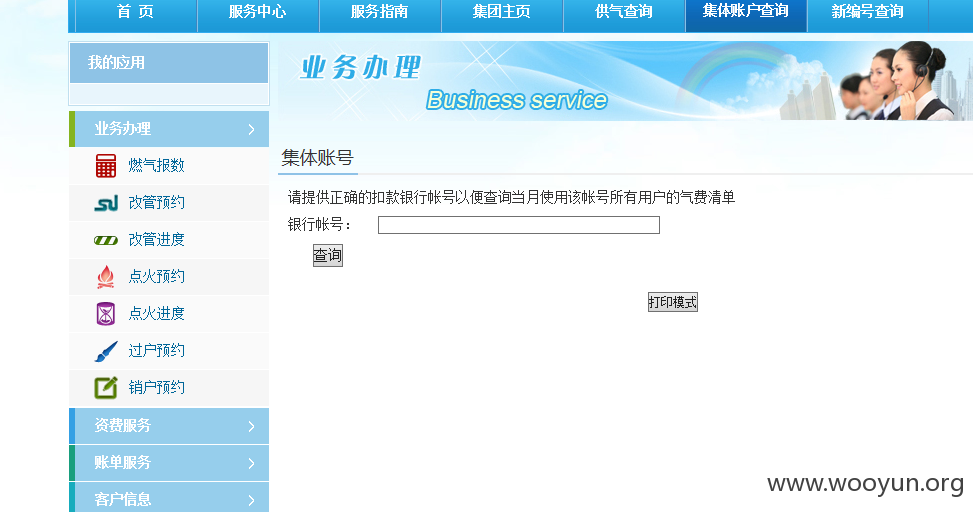 首 页 服务中心 服务指南 集团主页 供气查询 集体账户查询 新编号查询
我的应用
业务办理
燃气报数
改管预约
改管进度
点火预约
点火进度
过户预约
销户预约
资费服务
账单服务
客户信息
业务办理
Business service
集体账号
请提供正确的扣款银行帐号以便查询当月使用该帐号所有用户的气费清单
银行帐号：
查询
打印模式
www.wooyun.org